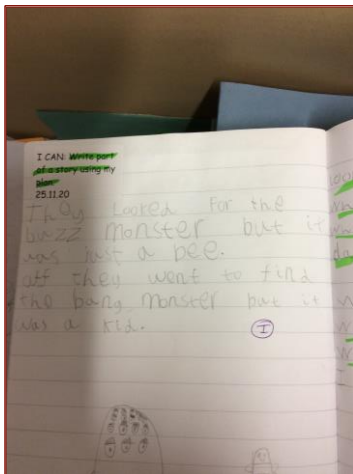 I CAN: Write part
of a story using my
plan.
25.11.20
They Looked For the
buzz monster but it
was just a bee.
off they went to find
the bang monster but it
was a kid.
I